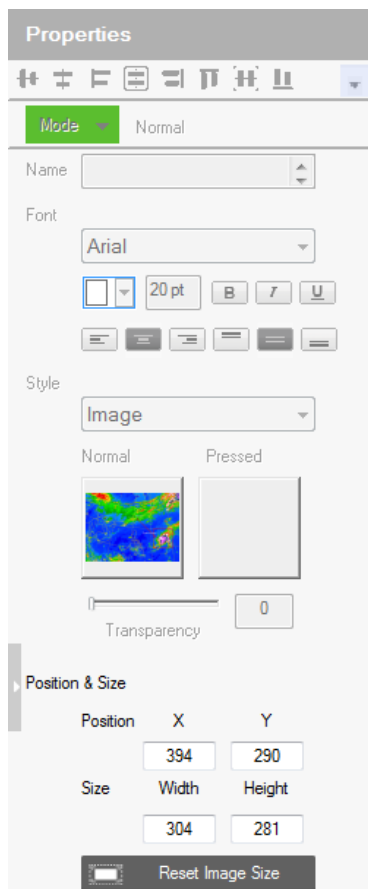 Properties
Mode Normal
Name
Font
Arial
20 pt B I U
Style
Image
Normal Pressed
0
Transparency
Position & Size
Position X Y
394 290
Size Width Height
304 281
Reset Image Size